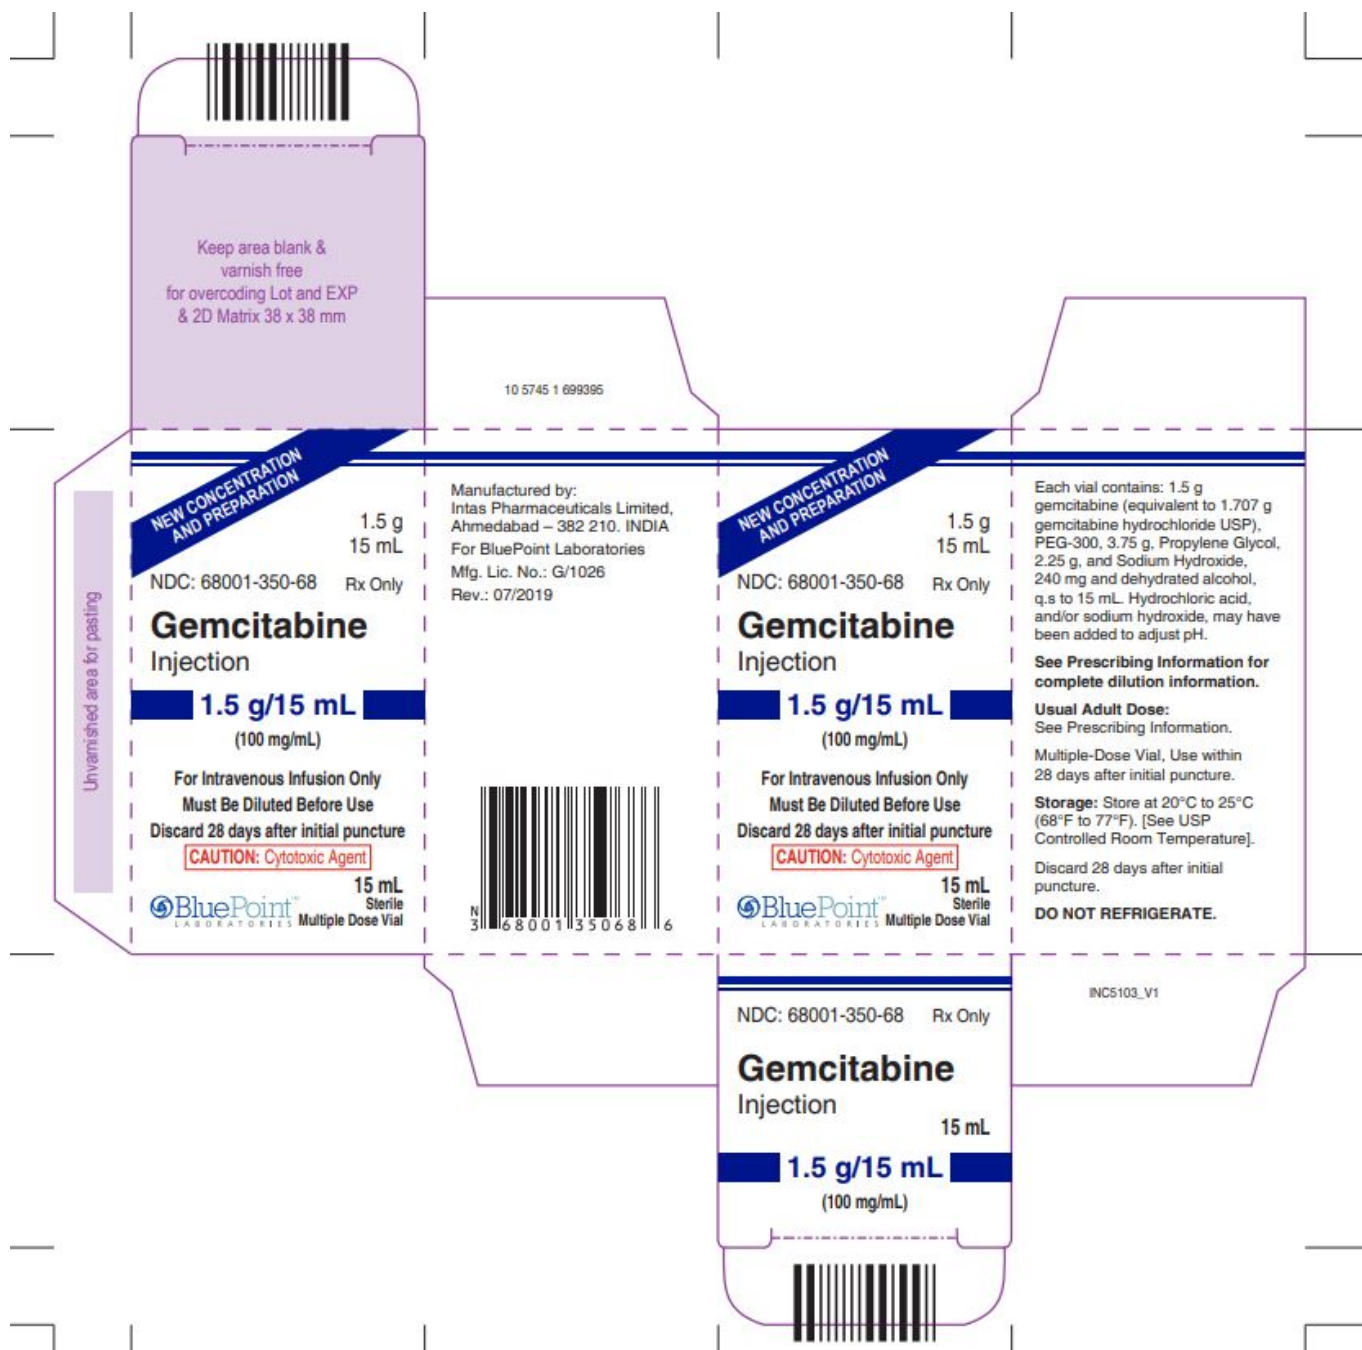 Keep area blank &
varnish free
for overcoding Lot and EXP
& 2D Matrix 38 x 38 mm
10 5745 1 699395
Unvarnished area for pasting
NEW CONCENTRATION
AND PREPARATION
1.5 g
15 mL
NDC: 68001-350-68 Rx Only
Gemcitabine
Injection
1.5 g/15 mL
(100 mg/mL)
For Intravenous Infusion Only
Must Be Diluted Before Use
Discard 28 days after initial puncture
CAUTION: Cytotoxic Agent
15 mL
Sterile
Multiple Dose Vial
BluePoint™
LABORATORIES
Manufactured by:
Intas Pharmaceuticals Limited,
Ahmedabad – 382 210. INDIA
For BluePoint Laboratories
Mfg. Lic. No.: G/1026
Rev.: 07/2019
N
3 68001 35068 6
NEW CONCENTRATION
AND PREPARATION
1.5 g
15 mL
NDC: 68001-350-68 Rx Only
Gemcitabine
Injection
1.5 g/15 mL
(100 mg/mL)
For Intravenous Infusion Only
Must Be Diluted Before Use
Discard 28 days after initial puncture
CAUTION: Cytotoxic Agent
15 mL
Sterile
Multiple Dose Vial
BluePoint™
LABORATORIES
Each vial contains: 1.5 g
gemcitabine (equivalent to 1.707 g
gemcitabine hydrochloride USP),
PEG-300, 3.75 g, Propylene Glycol,
2.25 g, and Sodium Hydroxide,
240 mg and dehydrated alcohol,
q.s to 15 mL. Hydrochloric acid,
and/or sodium hydroxide, may have
been added to adjust pH.
See Prescribing Information for
complete dilution information.
Usual Adult Dose:
See Prescribing Information.
Multiple-Dose Vial, Use within
28 days after initial puncture.
Storage: Store at 20°C to 25°C
(68°F to 77°F). [See USP
Controlled Room Temperature].
Discard 28 days after initial
puncture.
DO NOT REFRIGERATE.
INC5103_V1
NDC: 68001-350-68 Rx Only
Gemcitabine
Injection
15 mL
1.5 g/15 mL
(100 mg/mL)